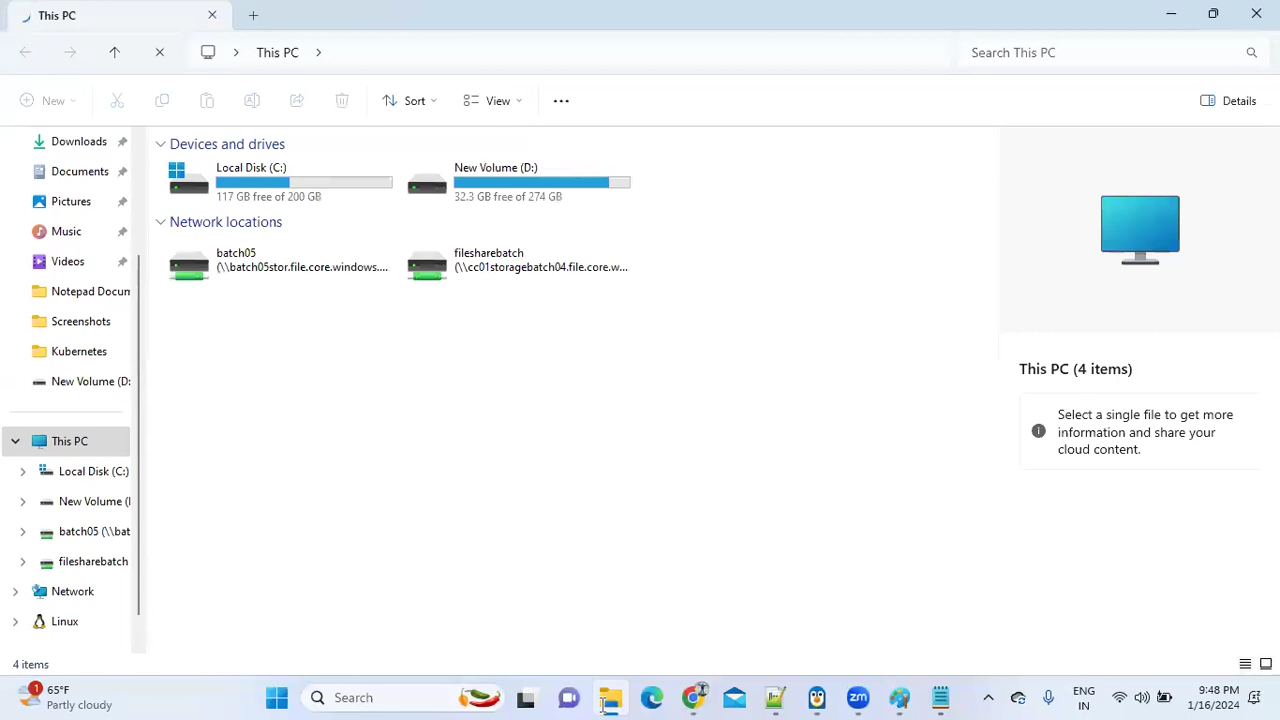 This PC
This PC
Search This PC
New
Sort
View
Details
Downloads
Documents
Pictures
Music
Videos
Notepad Docum
Screenshots
Kubernetes
New Volume (D:
This PC
Local Disk (C:)
New Volume (I
batch05 (\\bat
filesharebatch
Network
Linux
Devices and drives
Local Disk (C:)
117 GB free of 200 GB
New Volume (D:)
32.3 GB free of 274 GB
Network locations
batch05
(\\batch05stor.file.core.windows....
filesharebatch
(\\cc01storagebatch04.file.core.w...
This PC (4 items)
Select a single file to get more
information and share your
cloud content.
4 items
1
65°F
Partly cloudy
Search
zm
ENG
IN
9:48 PM
1/16/2024